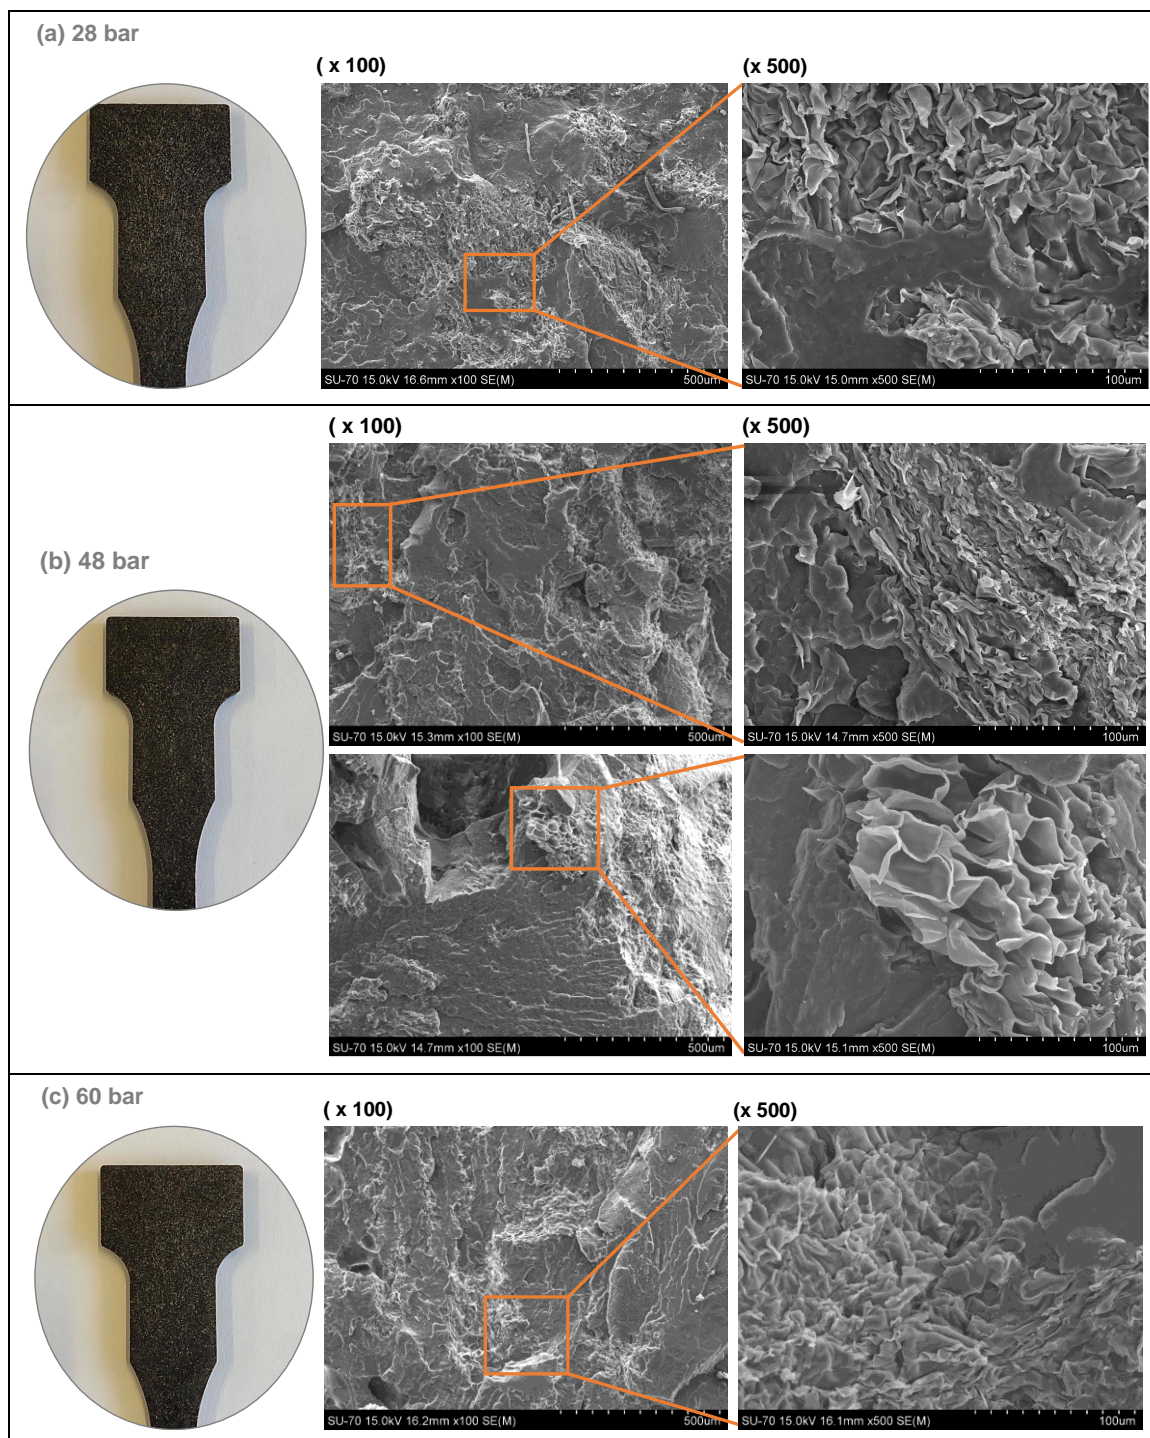 (a) 28 bar
( x 100)
(x 500)
SU-70 15.0kV 16.6mm x100 SE(M)
500um
SU-70 15.0kV 15.0mm x500 SE(M)
100um
( x 100)
(x 500)
(b) 48 bar
SU-70 15.0kV 15.3mm x100 SE(M)
500um
SU-70 15.0kV 14.7mm x500 SE(M)
100um
SU-70 15.0kV 14.7mm x100 SE(M)
500um
SU-70 15.0kV 15.1mm x500 SE(M)
100um
(c) 60 bar
( x 100)
(x 500)
SU-70 15.0kV 16.2mm x100 SE(M)
500um
SU-70 15.0kV 16.1mm x500 SE(M)
100um